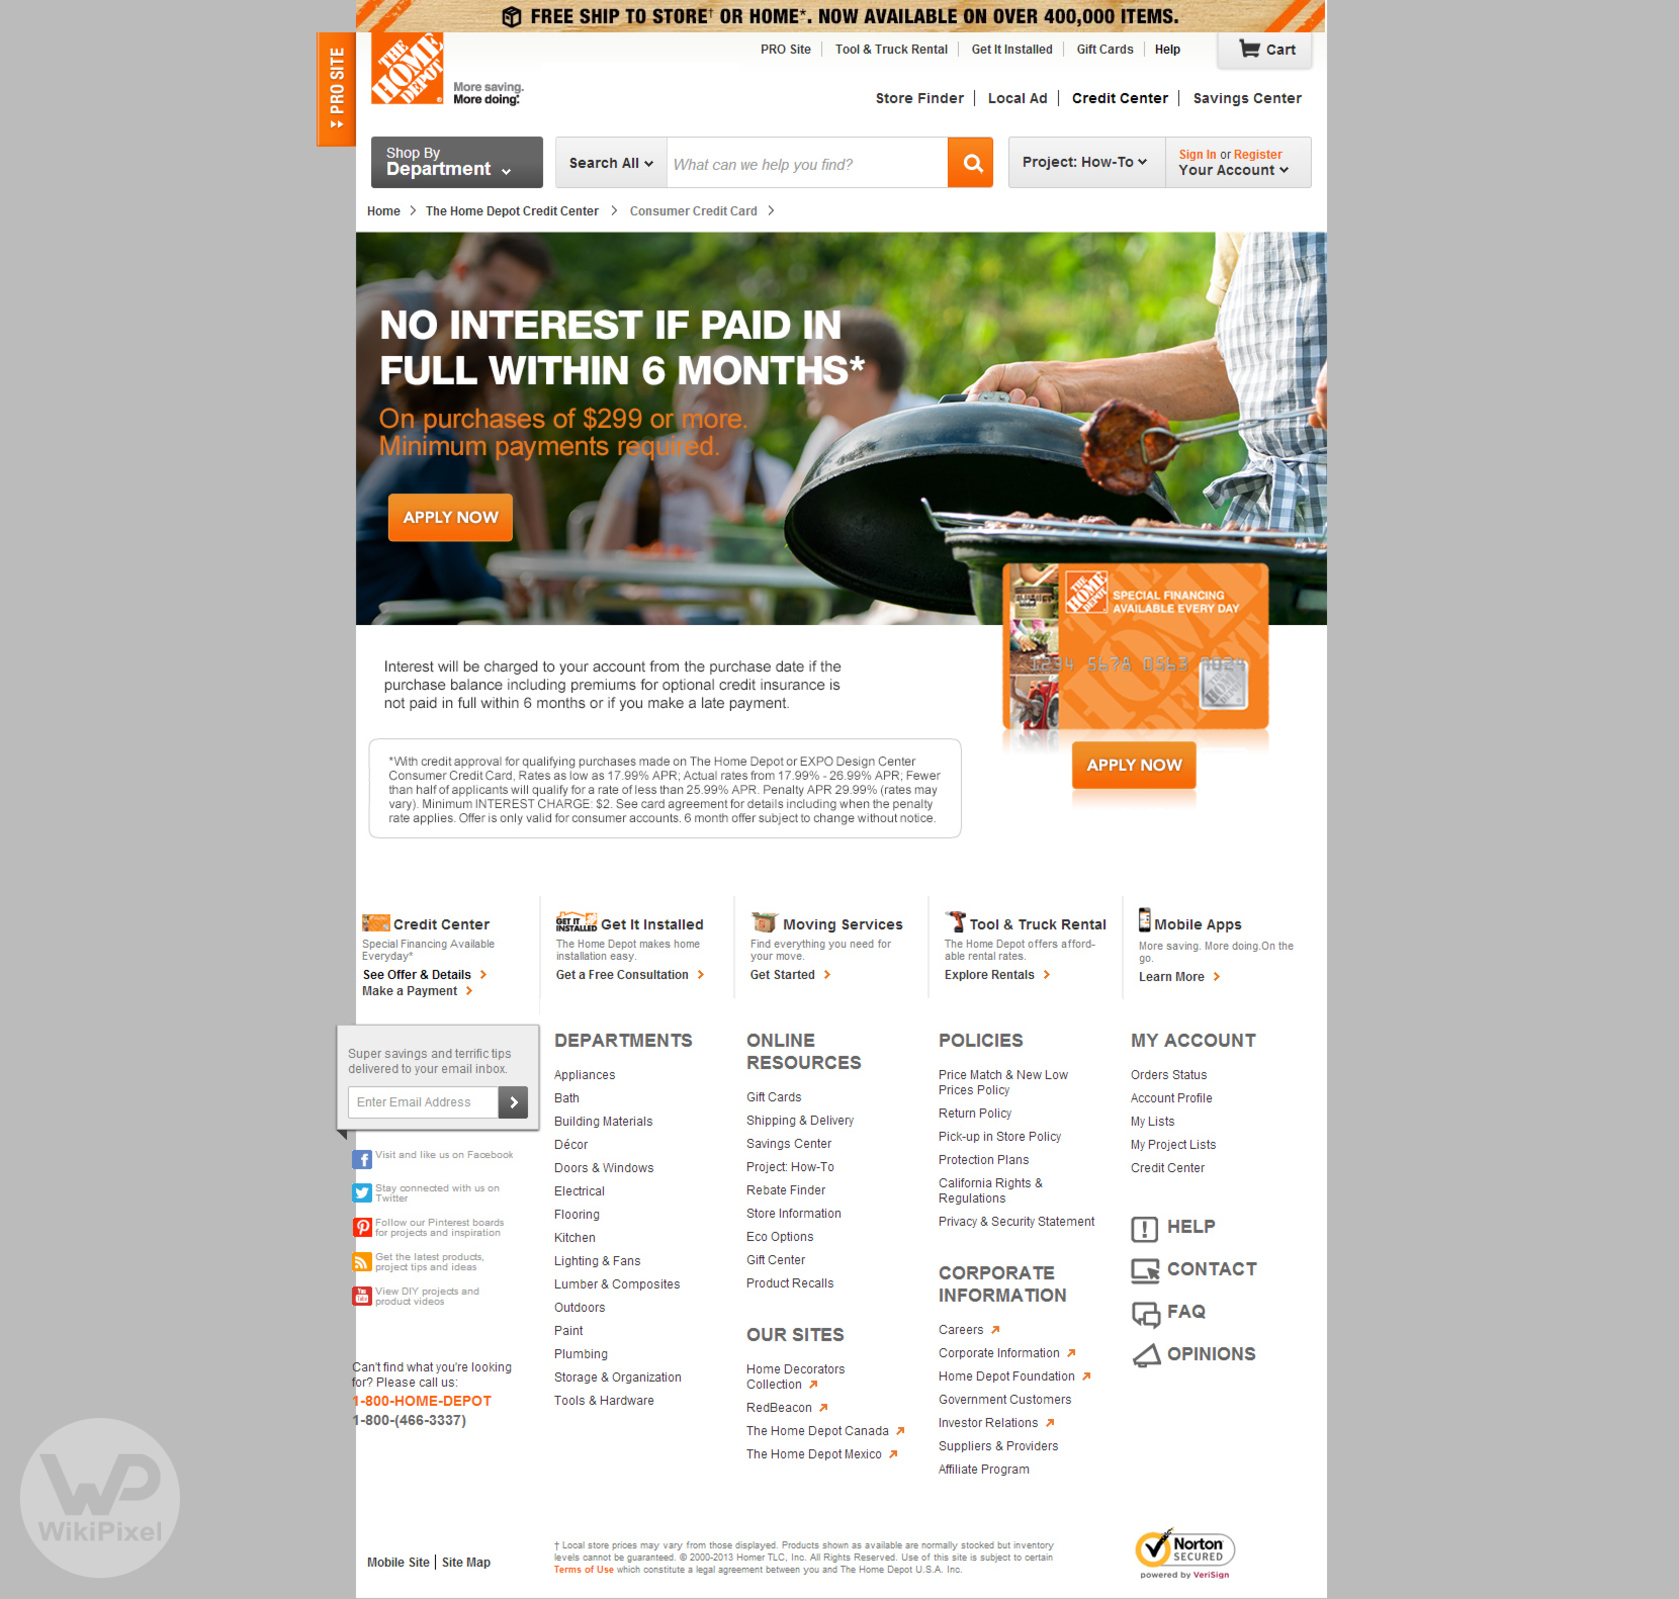 FREE SHIP TO STORE† OR HOME*. NOW AVAILABLE ON OVER 400,000 ITEMS.
PRO SITE
THE HOME DEPOT
More saving.
More doing.
PRO Site
Tool & Truck Rental
Get It Installed
Gift Cards
Help
Cart
Store Finder
Local Ad
Credit Center
Savings Center
Shop By
Department
Search All
What can we help you find?
Project: How-To
Sign In or Register
Your Account
Home > The Home Depot Credit Center > Consumer Credit Card >
NO INTEREST IF PAID IN
FULL WITHIN 6 MONTHS*
On purchases of $299 or more.
Minimum payments required.
APPLY NOW
THE HOME DEPOT
SPECIAL FINANCING
AVAILABLE EVERY DAY
Interest will be charged to your account from the purchase date if the
purchase balance including premiums for optional credit insurance is
not paid in full within 6 months or if you make a late payment.
APPLY NOW
*With credit approval for qualifying purchases made on The Home Depot or EXPO Design Center
Consumer Credit Card, Rates as low as 17.99% APR; Actual rates from 17.99% - 26.99% APR; Fewer
than half of applicants will qualify for a rate of less than 25.99% APR. Penalty APR 29.99% (rates may
vary). Minimum INTEREST CHARGE: $2. See card agreement for details including when the penalty
rate applies. Offer is only valid for consumer accounts. 6 month offer subject to change without notice.
Credit Center
Special Financing Available
Everyday*
See Offer & Details
Make a Payment
GET IT
INSTALLED
Get It Installed
The Home Depot makes home
installation easy.
Get a Free Consultation
Moving Services
Find everything you need for
your move.
Get Started
Tool & Truck Rental
The Home Depot offers afford-
able rental rates.
Explore Rentals
Mobile Apps
More saving. More doing.On the
go.
Learn More
Super savings and terrific tips
delivered to your email inbox.
Enter Email Address
Visit and like us on Facebook
Stay connected with us on
Twitter
Follow our Pinterest boards
for projects and inspiration
Get the latest products,
project tips and ideas
View DIY projects and
product videos
Can't find what you're looking
for? Please call us:
1-800-HOME-DEPOT
1-800-(466-3337)
DEPARTMENTS
Appliances
Bath
Building Materials
Décor
Doors & Windows
Electrical
Flooring
Kitchen
Lighting & Fans
Lumber & Composites
Outdoors
Paint
Plumbing
Storage & Organization
Tools & Hardware
ONLINE
RESOURCES
Gift Cards
Shipping & Delivery
Savings Center
Project: How-To
Rebate Finder
Store Information
Eco Options
Gift Center
Product Recalls
OUR SITES
Home Decorators
Collection
RedBeacon
The Home Depot Canada
The Home Depot Mexico
POLICIES
Price Match & New Low
Prices Policy
Return Policy
Pick-up in Store Policy
Protection Plans
California Rights &
Regulations
Privacy & Security Statement
CORPORATE
INFORMATION
Careers
Corporate Information
Home Depot Foundation
Government Customers
Investor Relations
Suppliers & Providers
Affiliate Program
MY ACCOUNT
Orders Status
Account Profile
My Lists
My Project Lists
Credit Center
HELP
CONTACT
FAQ
OPINIONS
WikiPixel
Mobile Site | Site Map
† Local store prices may vary from those displayed. Products shown as available are normally stocked but inventory
levels cannot be guaranteed. © 2000-2013 Homer TLC, Inc. All Rights Reserved. Use of this site is subject to certain
Terms of Use which constitute a legal agreement between you and The Home Depot U.S.A. Inc.
Norton
SECURED
powered by VeriSign